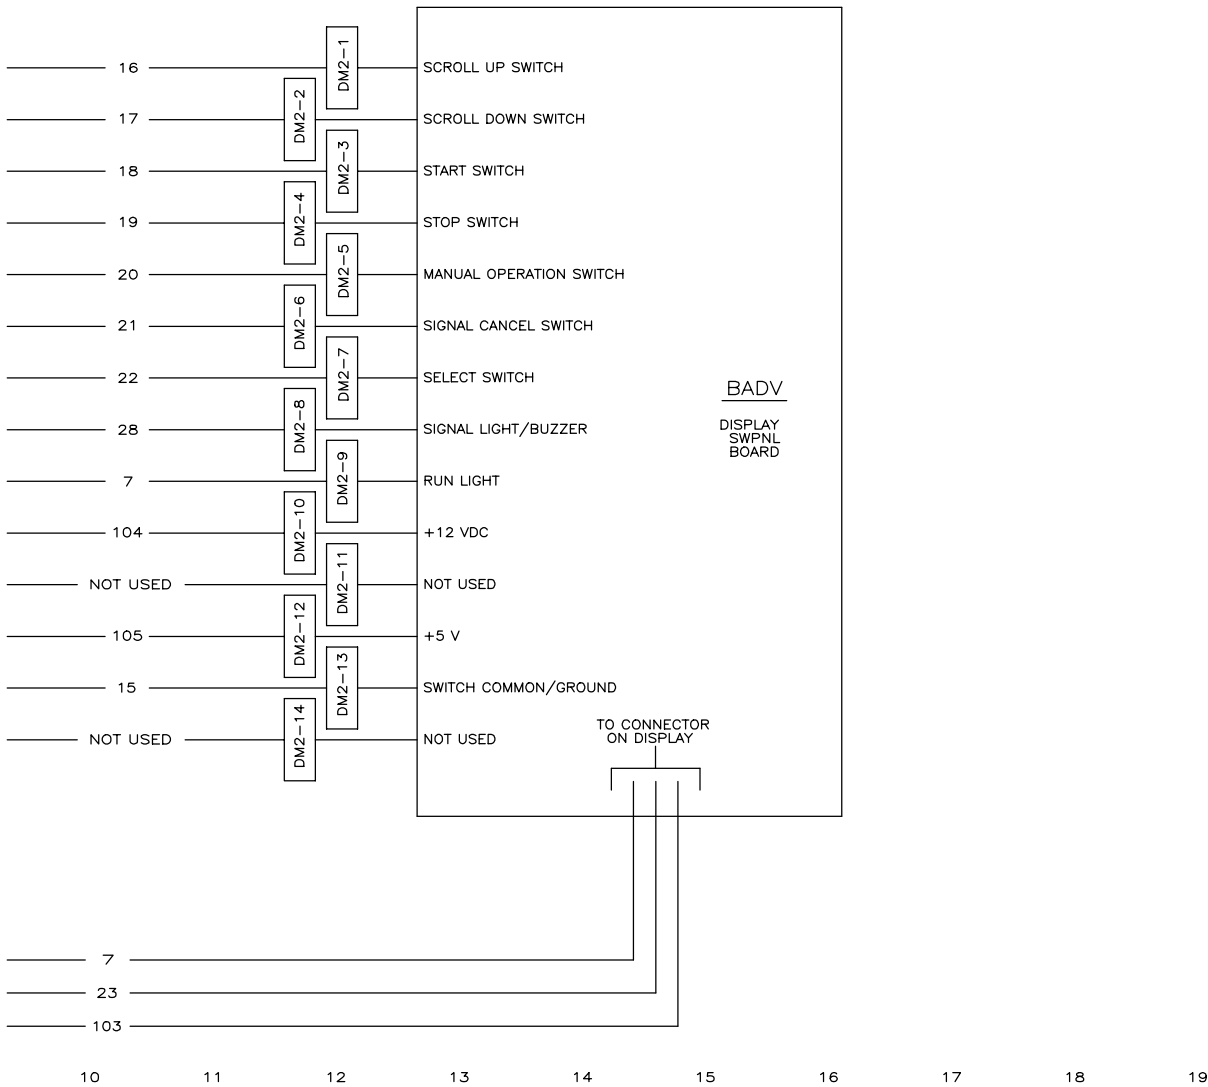 DM2-1
16
SCROLL UP SWITCH
DM2-2
17
SCROLL DOWN SWITCH
DM2-3
18
START SWITCH
DM2-4
19
STOP SWITCH
DM2-5
20
MANUAL OPERATION SWITCH
DM2-6
21
SIGNAL CANCEL SWITCH
DM2-7
22
SELECT SWITCH
BADV
DISPLAY
SWPNL
BOARD
DM2-8
28
SIGNAL LIGHT/BUZZER
DM2-9
7
RUN LIGHT
DM2-10
104
+12 VDC
DM2-11
NOT USED
NOT USED
DM2-12
105
+5 V
DM2-13
15
SWITCH COMMON/GROUND
DM2-14
NOT USED
NOT USED
TO CONNECTOR
ON DISPLAY
7
23
103
10 11 12 13 14 15 16 17 18 19